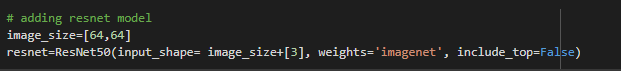 # adding resnet model
image_size=[64,64]
resnet=ResNet50(input_shape= image_size+[3], weights='imagenet', include_top=False)